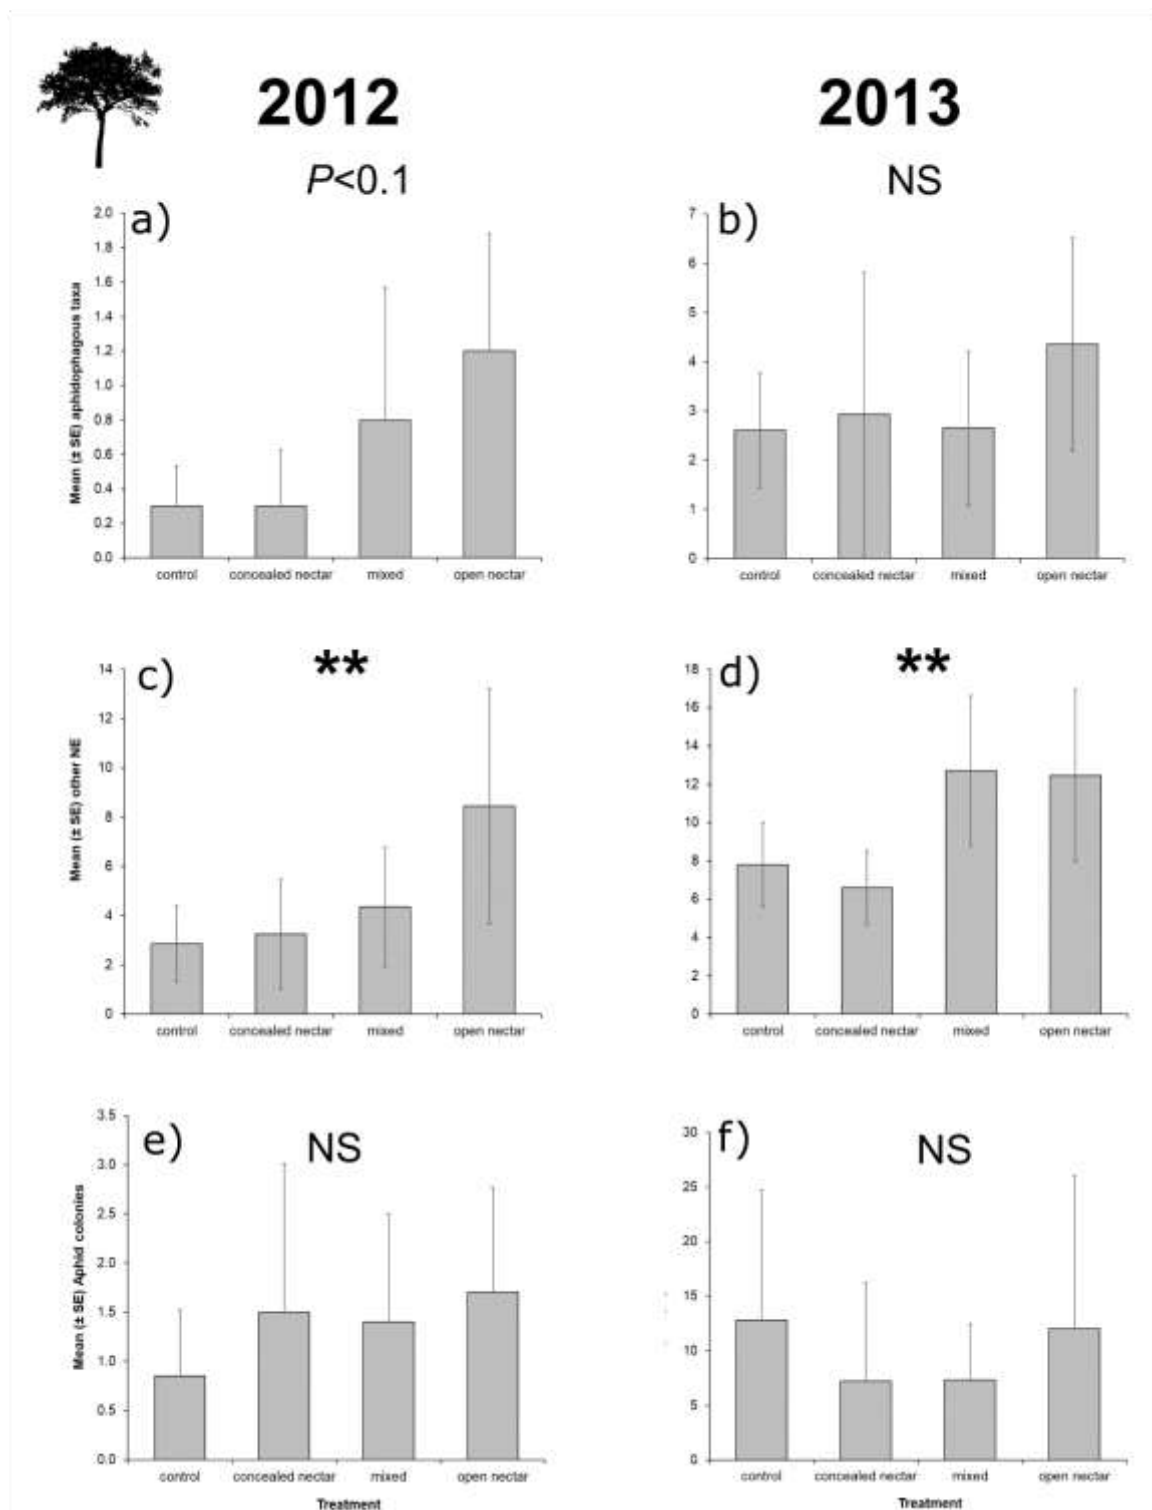 2012
2013
P<0.1
NS
a)
2.0
1.8
1.6
1.4
1.2
1.0
0.8
0.6
0.4
0.2
0.0
Mean (± SE) aphidophagous taxa
control concealed nectar mixed open nectar
b)
7
6
5
4
3
2
1
0
control concealed nectar mixed open nectar
c)
**
14
12
10
8
6
4
2
0
Mean (± SE) other NE
control concealed nectar mixed open nectar
d)
**
18
16
14
12
10
8
6
4
2
0
control concealed nectar mixed open nectar
e)
NS
3.5
3.0
2.5
2.0
1.5
1.0
0.5
0.0
Mean (± SE) Aphid colonies
control concealed nectar mixed open nectar
Treatment
f)
NS
30
25
20
15
10
5
0
control concealed nectar mixed open nectar
Treatment